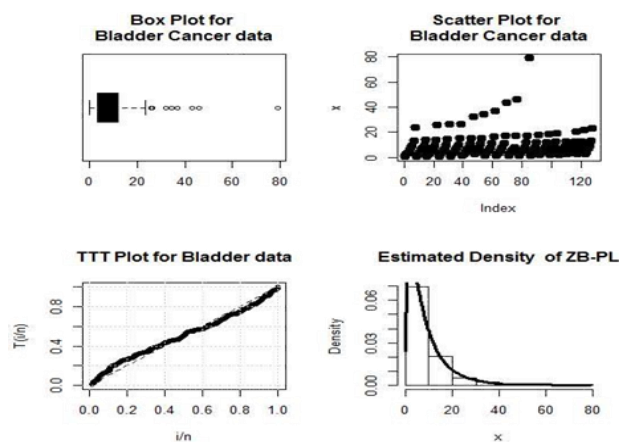 Box Plot for
Bladder Cancer data
0 20 40 60 80
Scatter Plot for
Bladder Cancer data
x
0 20 40 60 80
0 20 40 60 80 120
Index
TTT Plot for Bladder data
T(i/n)
0.0 0.4 0.8
0.0 0.2 0.4 0.6 0.8 1.0
i/n
Estimated Density of ZB-PL
Density
0.00 0.03 0.06
0 20 40 60 80
x